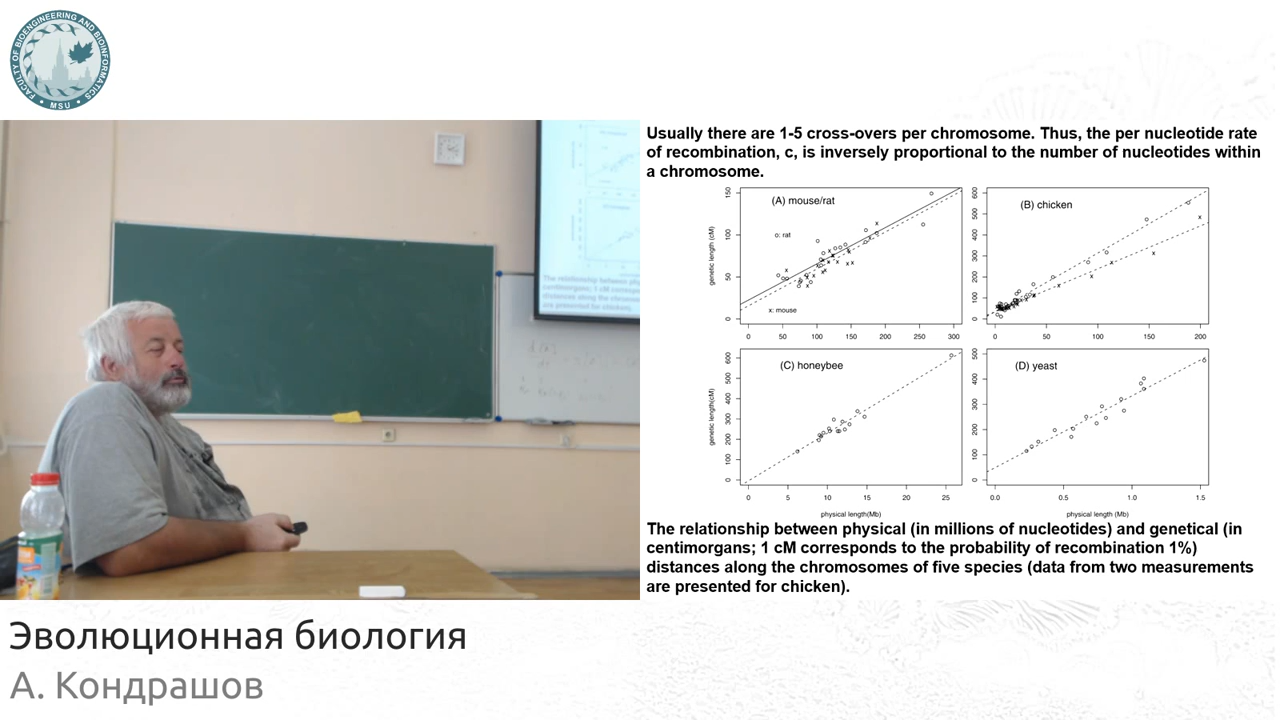 FACULTY OF BIOENGINEERING AND BIOINFORMATICS
• MSU •
Usually there are 1-5 cross-overs per chromosome. Thus, the per nucleotide rate
of recombination, c, is inversely proportional to the number of nucleotides within
a chromosome.
(A) mouse/rat
o: rat
x: mouse
genetic length (cM)
0 50 100 150
0 50 100 150 200 250 300
(B) chicken
0 100 200 300 400 500 600
0 50 100 150 200
(C) honeybee
genetic length(cM)
0 100 200 300 400 500 600
0 5 10 15 20 25
physical length(Mb)
(D) yeast
0 100 200 300 400 500
0.0 0.5 1.0 1.5
physical length (Mb)
The relationship between physical (in millions of nucleotides) and genetical (in
centimorgans; 1 cM corresponds to the probability of recombination 1%)
distances along the chromosomes of five species (data from two measurements
are presented for chicken).
Эволюционная биология
А. Кондрашов